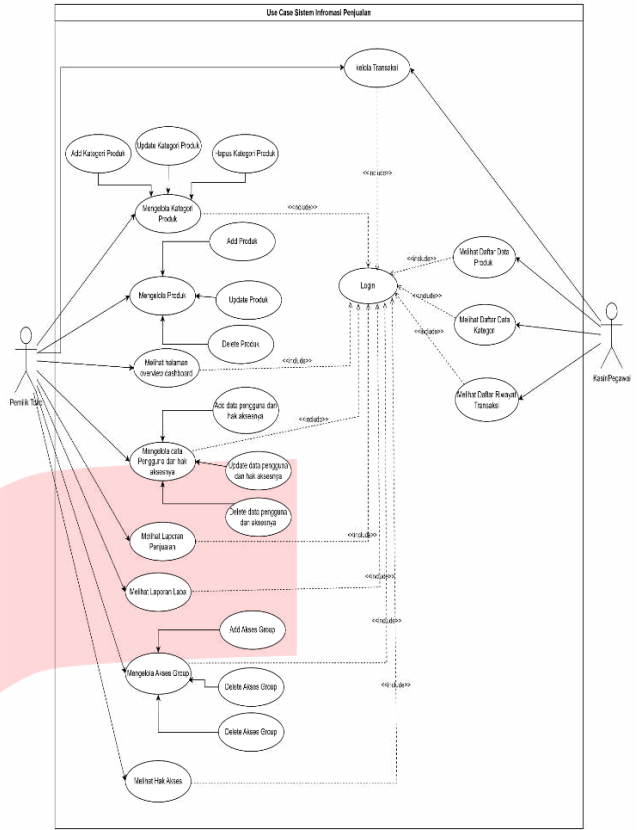 Use Case Sistem Infromasi Penjualan
kelola Transaksi
Add Kategori Produk
Update Kategori Produk
Hapus Kategori Produk
<<include>>
Mengelola Kategori
Produk
<<include>>
Add Produk
Melihat Daftar Data
Produk
<<include>>
Mengelola Produk
Login
Update Produk
<<include>>
Melihat Daftar Data
Kategori
Delete Produk
<<include>>
Melihat halaman
overview dashboard
<<include>>
Pemilik Toko
Kasir/Pegawai
Melihat Daftar Riwayat
Transaksi
Add data pengguna dan
hak aksesnya
<<include>>
Mengelola data
Pengguna dan hak
aksesnya
Update data pengguna
dan hak aksesnya
Delete data pengguna
dan aksesnya
Melihat Laporan
Penjualan
<<include>>
Melihat Laporan Laba
<<include>>
Add Akses Group
<<include>>
Mengelola Akses Group
Delete Akses Group
<<include>>
Delete Akses Group
Melihat Hak Akses